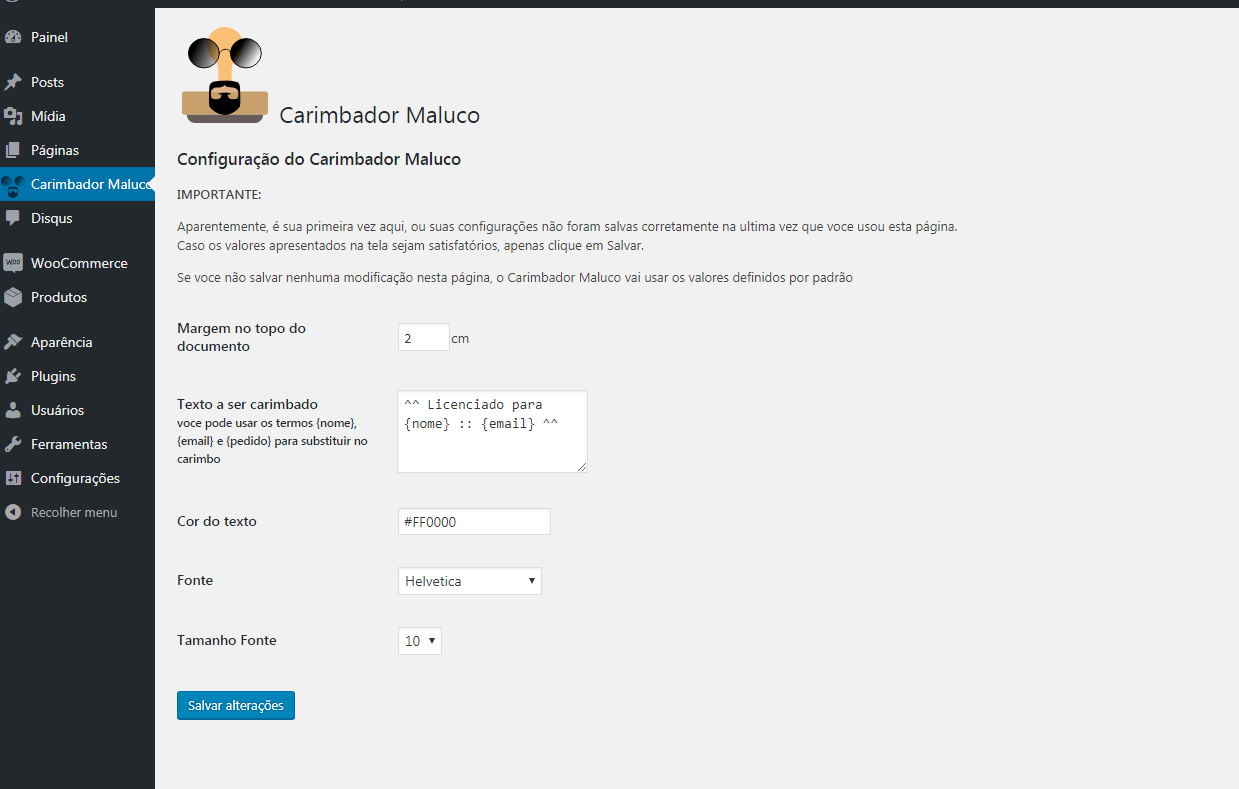 Painel
Posts
Mídia
Páginas
Carimbador Maluco
Disqus
WooCommerce
Produtos
Aparência
Plugins
Usuários
Ferramentas
Configurações
Recolher menu
Carimbador Maluco
Configuração do Carimbador Maluco
IMPORTANTE:
Aparentemente, é sua primeira vez aqui, ou suas configurações não foram salvas corretamente na ultima vez que voce usou esta página.
Caso os valores apresentados na tela sejam satisfatórios, apenas clique em Salvar.
Se voce não salvar nenhuma modificação nesta página, o Carimbador Maluco vai usar os valores definidos por padrão
Margem no topo do
documento
2 cm
Texto a ser carimbado
voce pode usar os termos {nome},
{email} e {pedido} para substituir no
carimbo
^^ Licenciado para
{nome} :: {email} ^^
Cor do texto
#FF0000
Fonte
Helvetica
Tamanho Fonte
10
Salvar alterações